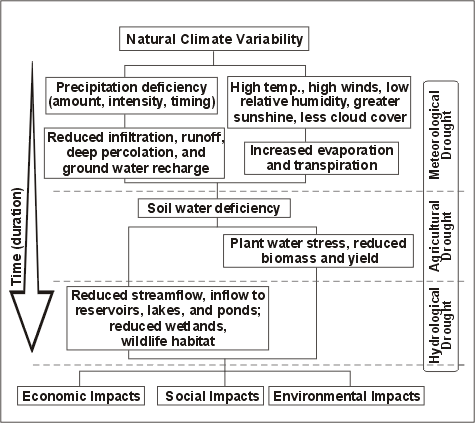 Natural Climate Variability
Precipitation deficiency
(amount, intensity, timing)
High temp., high winds, low
relative humidity, greater
sunshine, less cloud cover
Reduced infiltration, runoff,
deep percolation, and
ground water recharge
Increased evaporation
and transpiration
Meteorological
Drought
Soil water deficiency
Plant water stress, reduced
biomass and yield
Agricultural
Drought
Time (duration)
Reduced streamflow, inflow to
reservoirs, lakes, and ponds;
reduced wetlands,
wildlife habitat
Hydrological
Drought
Economic Impacts
Social Impacts
Environmental Impacts